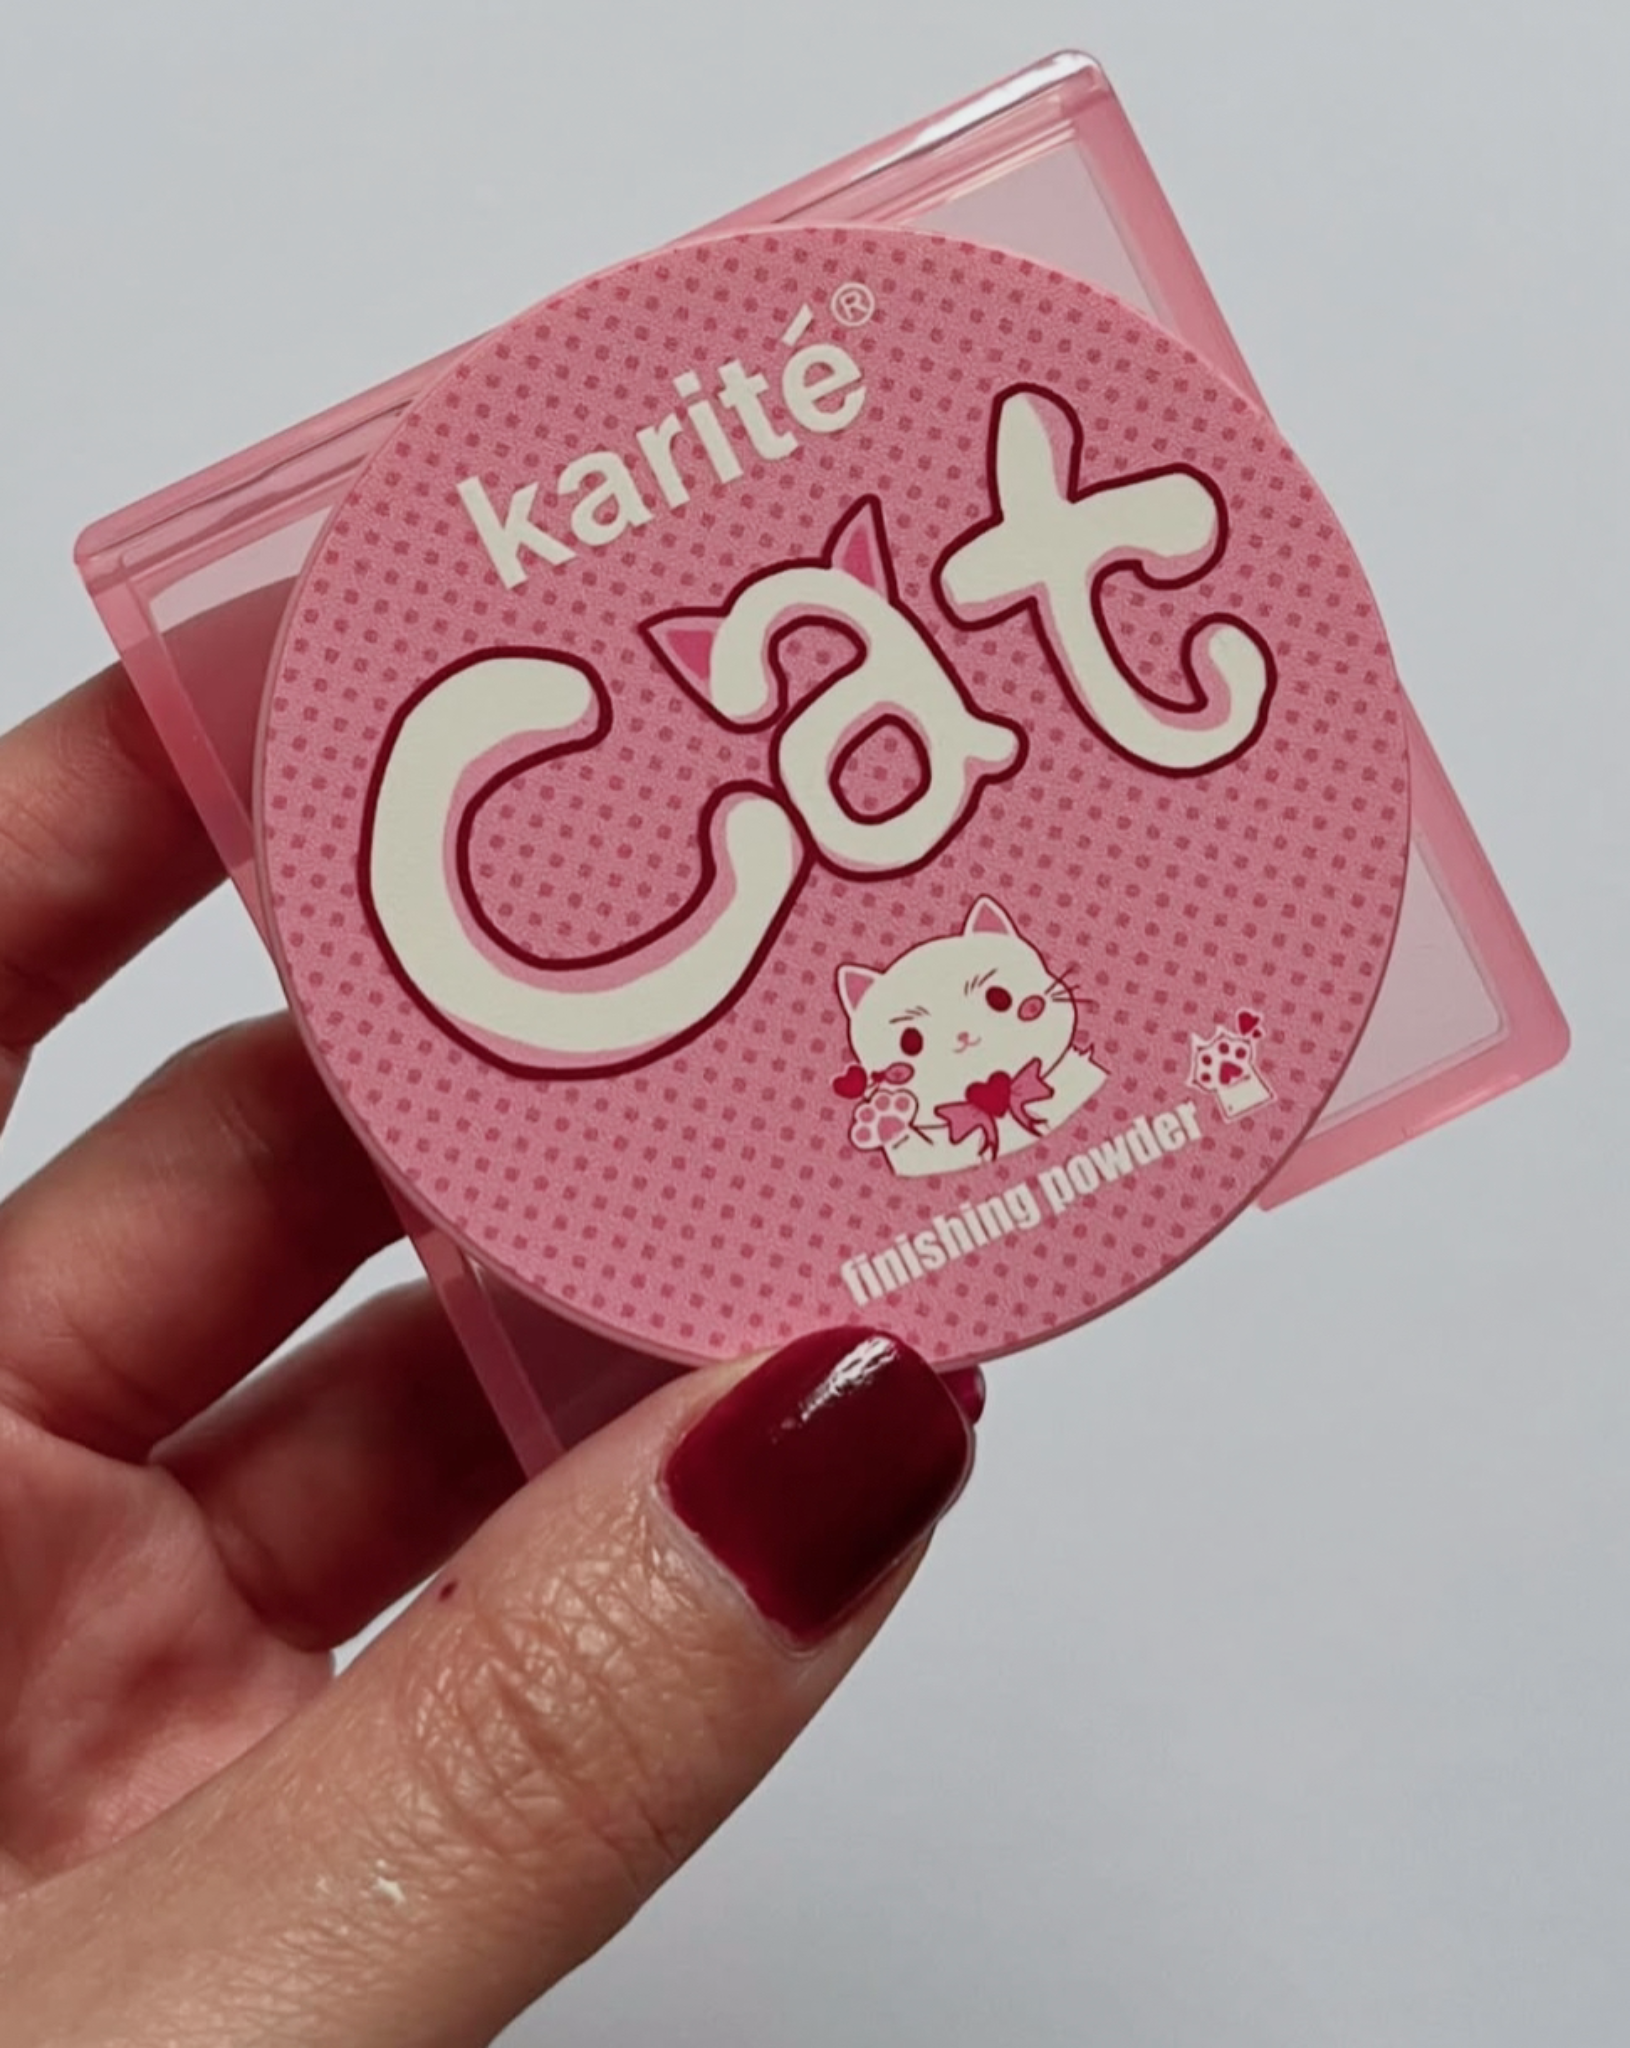 karité®
cat
finishing powder